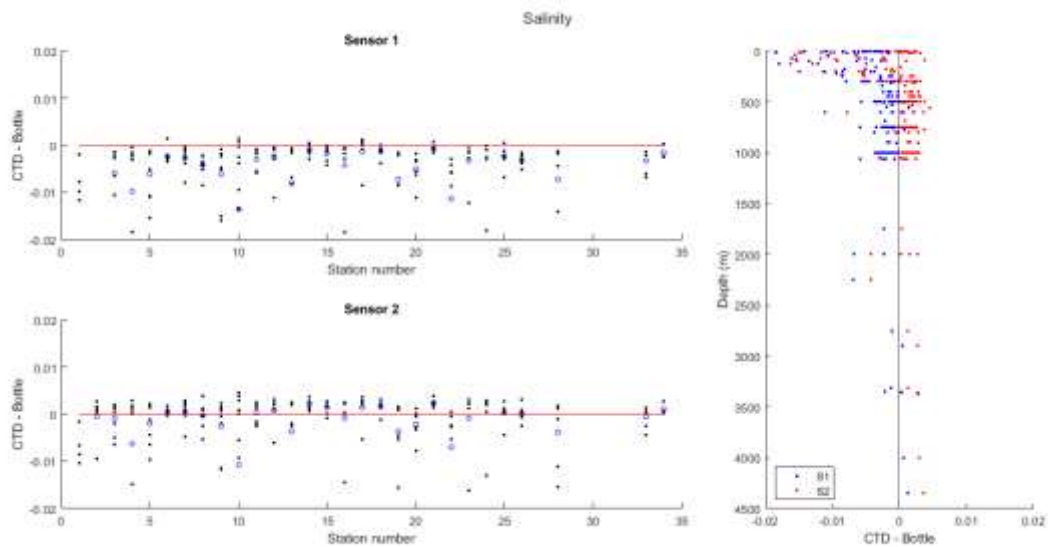 Salinity
Sensor 1
0.02
0.01
0
-0.01
-0.02
CTD - Bottle
0 5 10 15 20 25 30 35
Station number
Sensor 2
0.02
0.01
0
-0.01
-0.02
CTD - Bottle
0 5 10 15 20 25 30 35
Station number
0
500
1000
1500
2000
2500
3000
3500
4000
4500
Depth (m)
S1
S2
-0.02 -0.01 0 0.01 0.02
CTD - Bottle